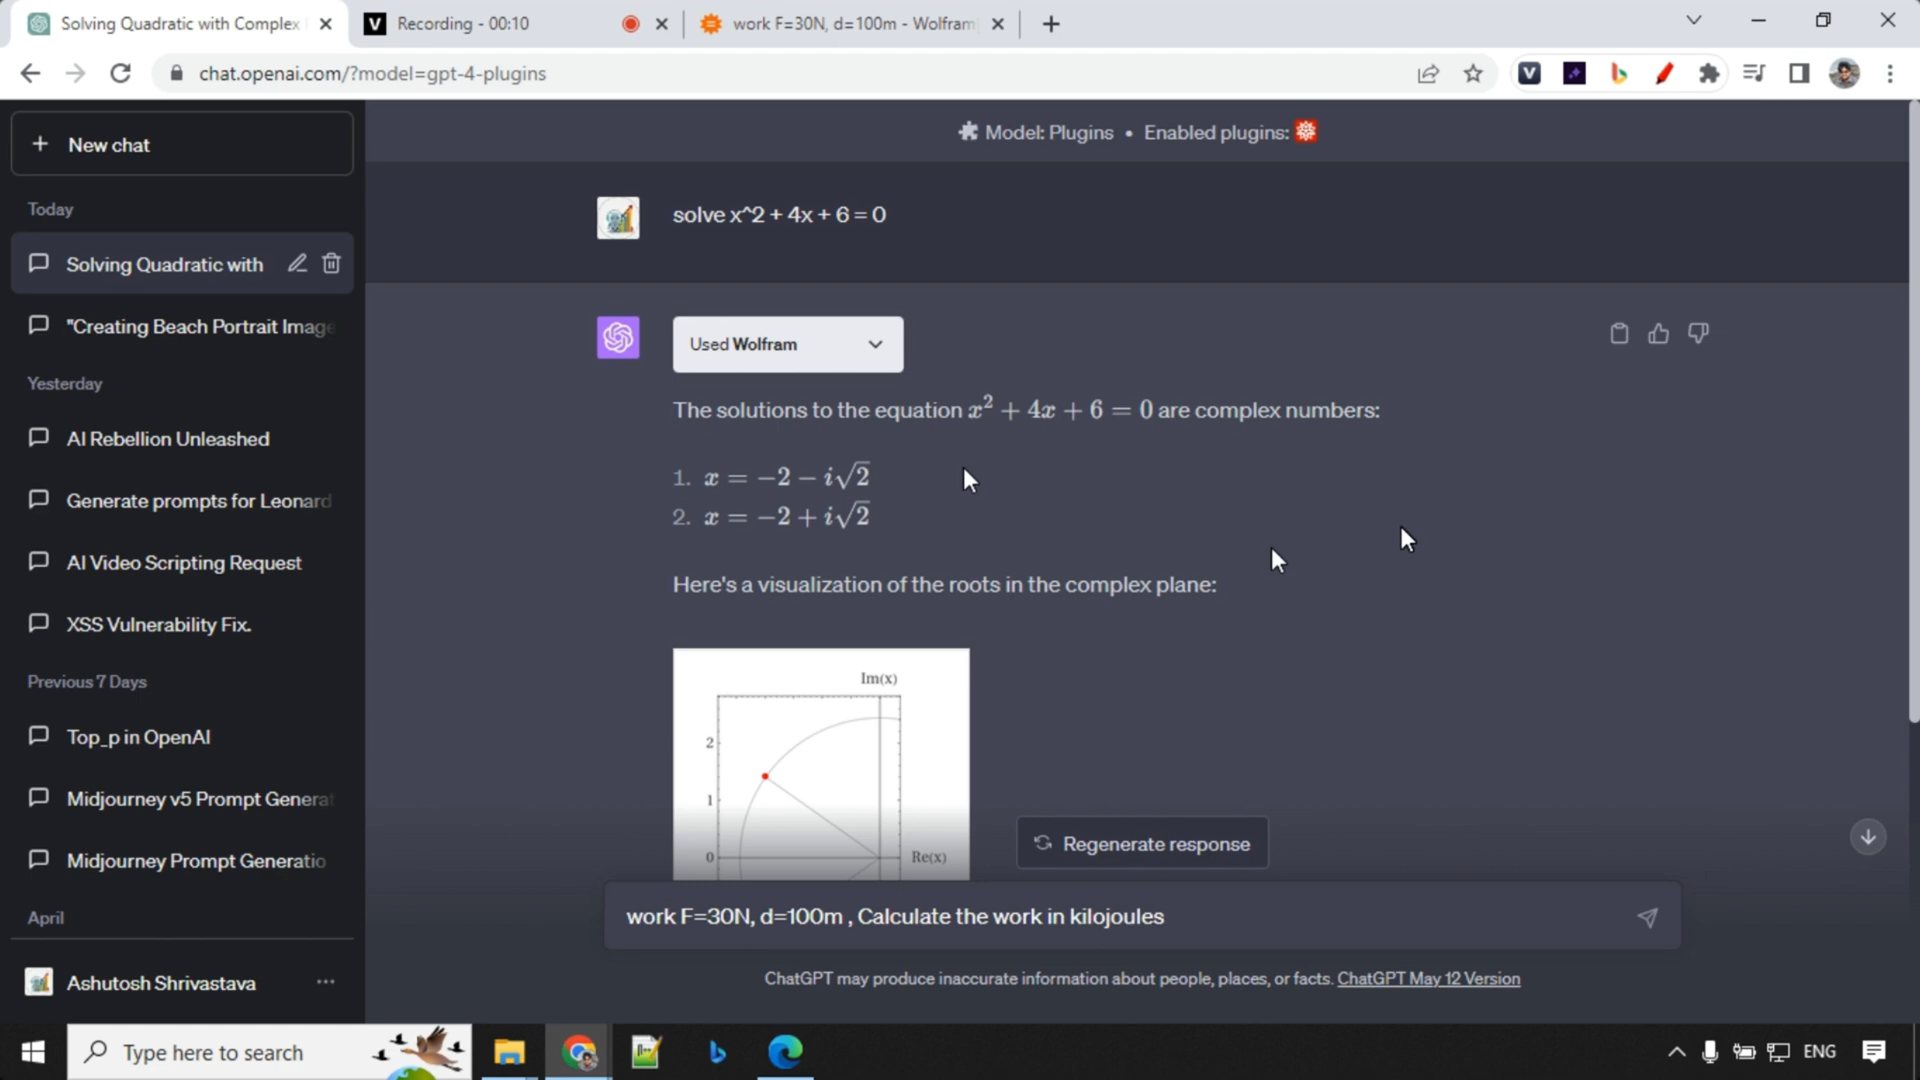 Solving Quadratic with Complex
Recording - 00:10
work F=30N, d=100m - Wolfram
chat.openai.com/?model=gpt-4-plugins
New chat
Today
Solving Quadratic with
"Creating Beach Portrait Image
Yesterday
AI Rebellion Unleashed
Generate prompts for Leonard
AI Video Scripting Request
XSS Vulnerability Fix.
Previous 7 Days
Top_p in OpenAI
Midjourney v5 Prompt Generat
Midjourney Prompt Generatio
April
Ashutosh Shrivastava
Model: Plugins • Enabled plugins:
solve x^2 + 4x + 6 = 0
Used Wolfram
The solutions to the equation x² + 4x + 6 = 0 are complex numbers:
1. x = −2 − i√2
2. x = −2 + i√2
Here's a visualization of the roots in the complex plane:
Im(x)
2
1
0
Re(x)
Regenerate response
work F=30N, d=100m , Calculate the work in kilojoules
ChatGPT may produce inaccurate information about people, places, or facts. ChatGPT May 12 Version
Type here to search
ENG